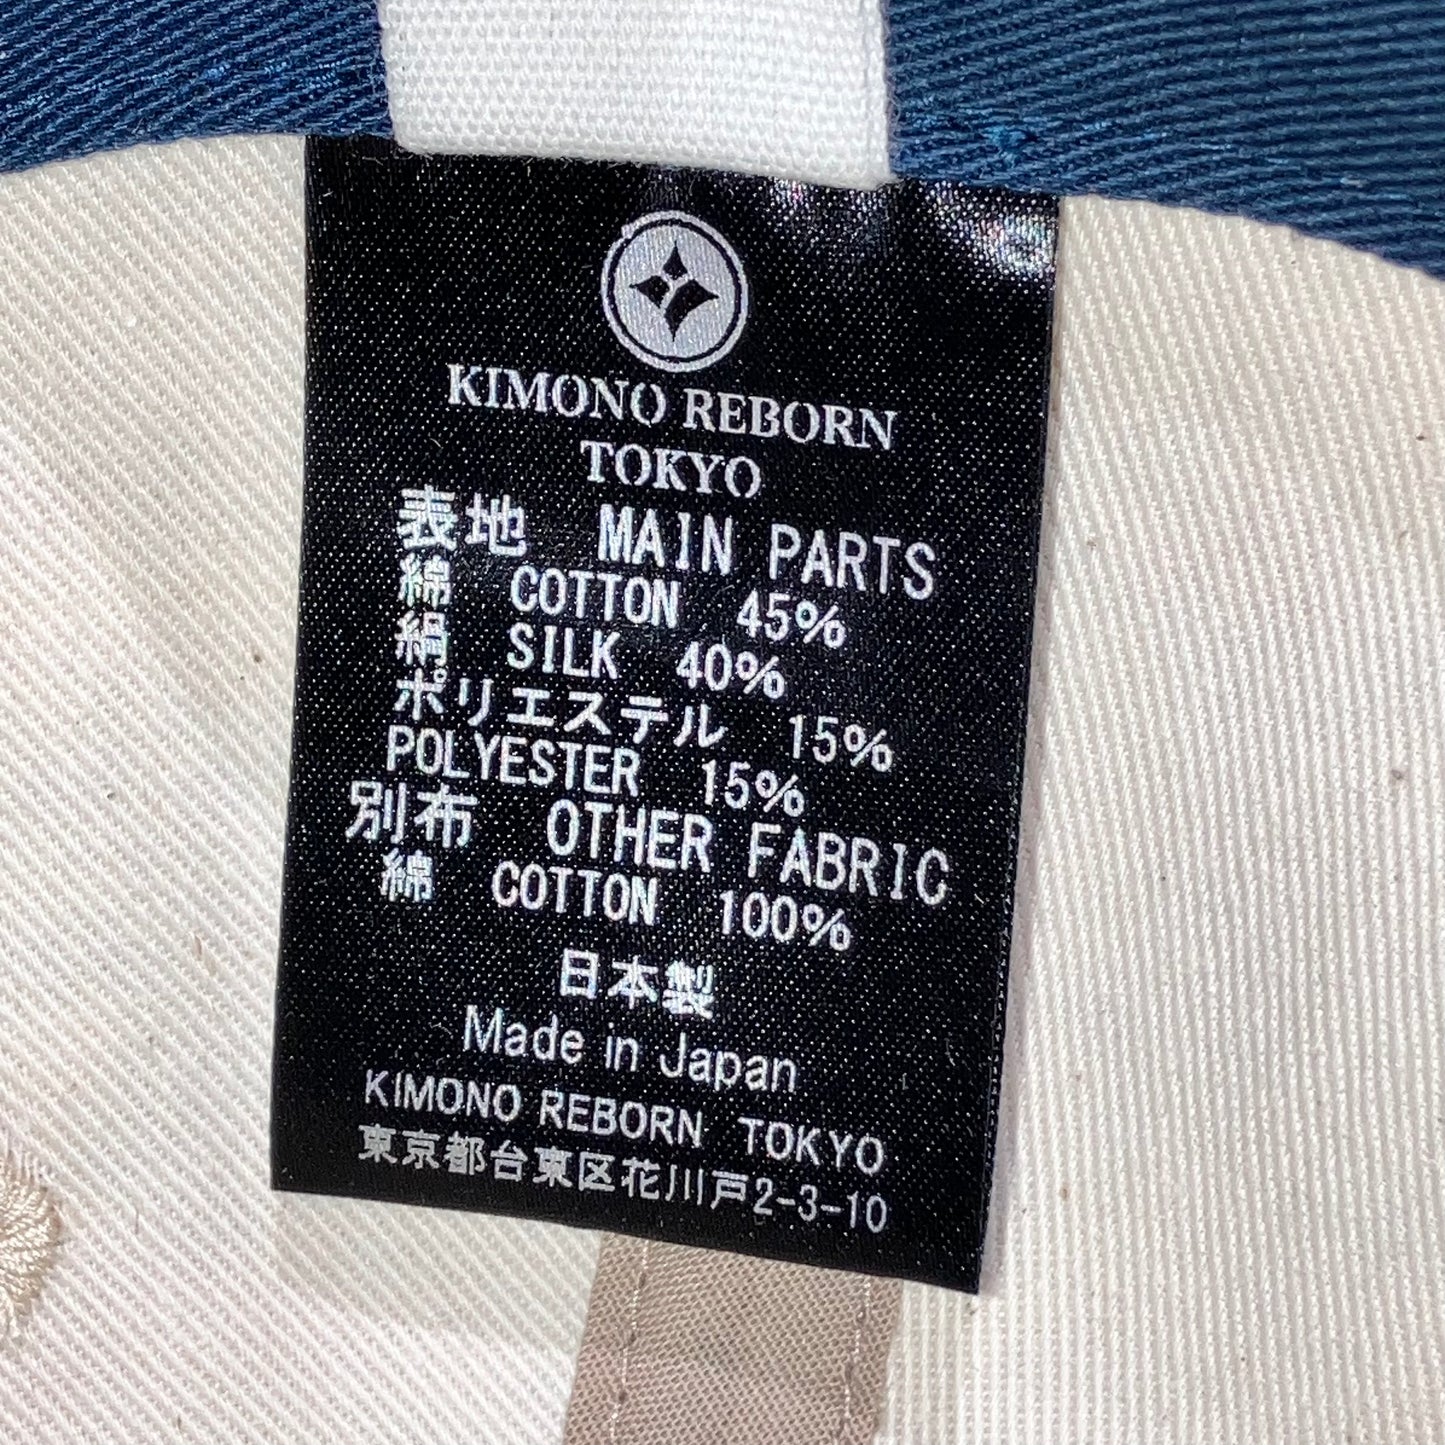 KIMONO REBORN
TOKYO
表地 MAIN PARTS
綿 COTTON 45%
絹 SILK 40%
ポリエステル 15%
POLYESTER 15%
別布 OTHER FABRIC
綿 COTTON 100%
日本製
Made in Japan
KIMONO REBORN TOKYO
東京都台東区花川戸2-3-10